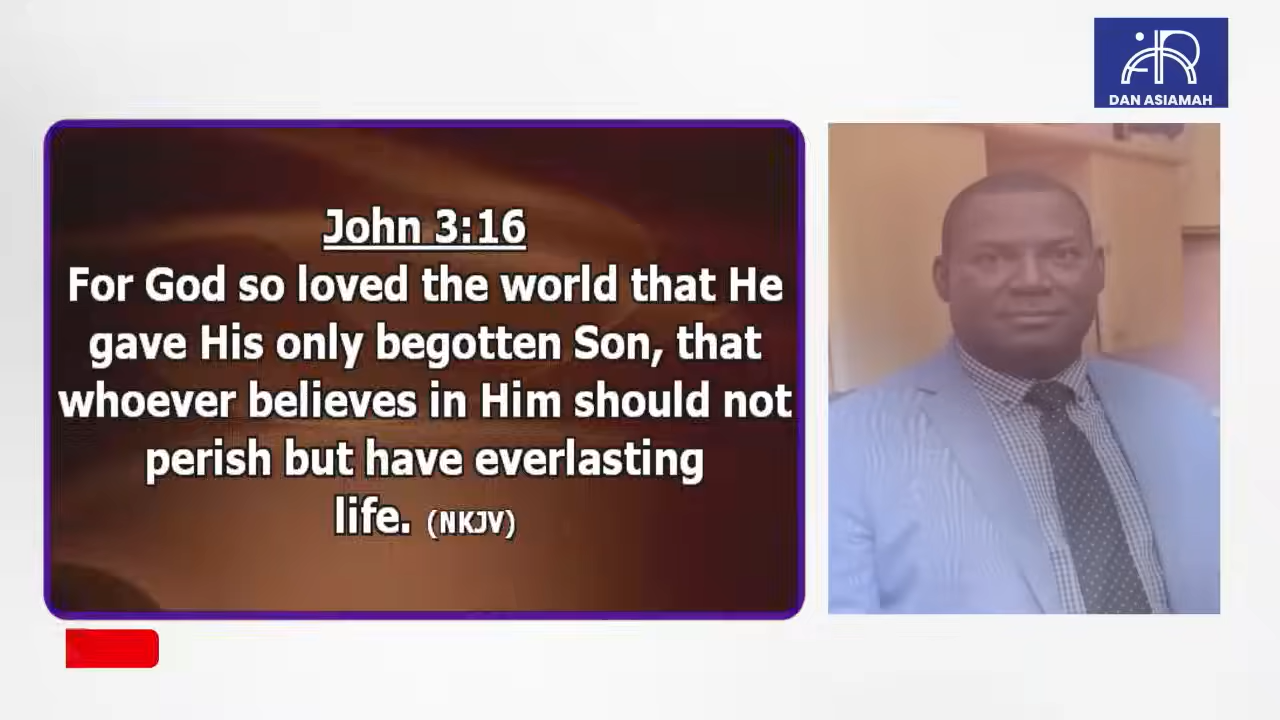 DAN ASIAMAH
John 3:16
For God so loved the world that He
gave His only begotten Son, that
whoever believes in Him should not
perish but have everlasting
life. (NKJV)